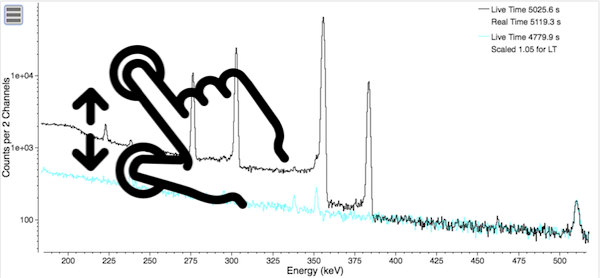 Live Time 5025.6 s
Real Time 5119.3 s
Live Time 4779.9 s
Scaled 1.05 for LT
Counts per 2 Channels
1e+04
1e+03
100
200 225 250 275 300 325 350 375 400 425 450 475 500
Energy (keV)